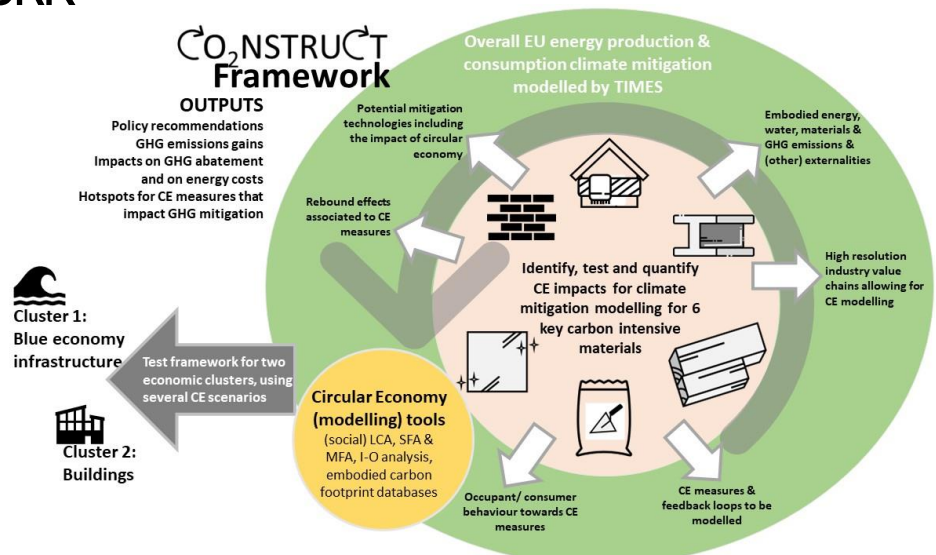 CO₂NSTRUCT
Framework
OUTPUTS
Policy recommendations
GHG emissions gains
Impacts on GHG abatement
and on energy costs
Hotspots for CE measures that
impact GHG mitigation
Overall EU energy production &
consumption climate mitigation
modelled by TIMES
Potential mitigation
technologies including
the impact of circular
economy
Embodied energy,
water, materials &
GHG emissions &
(other) externalities
Rebound effects
associated to CE
measures
High resolution
industry value
chains allowing for
CE modelling
Identify, test and quantify
CE impacts for climate
mitigation modelling for 6
key carbon intensive
materials
Cluster 1:
Blue economy
infrastructure
Test framework for two
economic clusters, using
several CE scenarios
Cluster 2:
Buildings
Circular Economy
(modelling) tools
(social) LCA, SFA &
MFA, I-O analysis,
embodied carbon
footprint databases
Occupant/ consumer
behaviour towards CE
measures
CE measures &
feedback loops to be
modelled